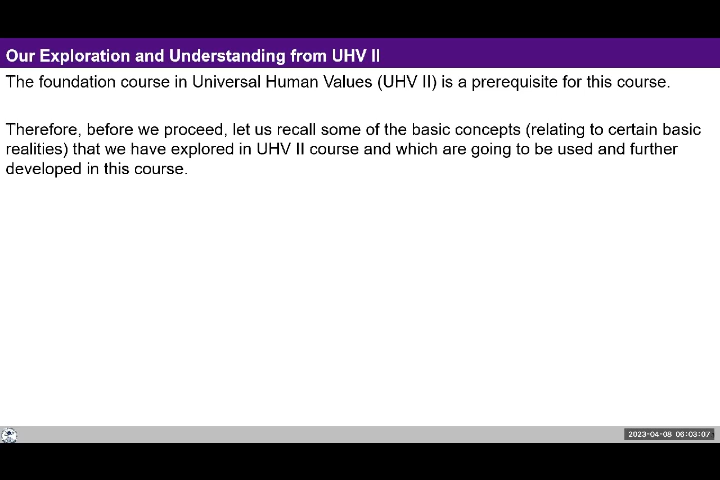 Our Exploration and Understanding from UHV II
The foundation course in Universal Human Values (UHV II) is a prerequisite for this course.
Therefore, before we proceed, let us recall some of the basic concepts (relating to certain basic
realities) that we have explored in UHV II course and which are going to be used and further
developed in this course.
2023-04-08 06:03:07